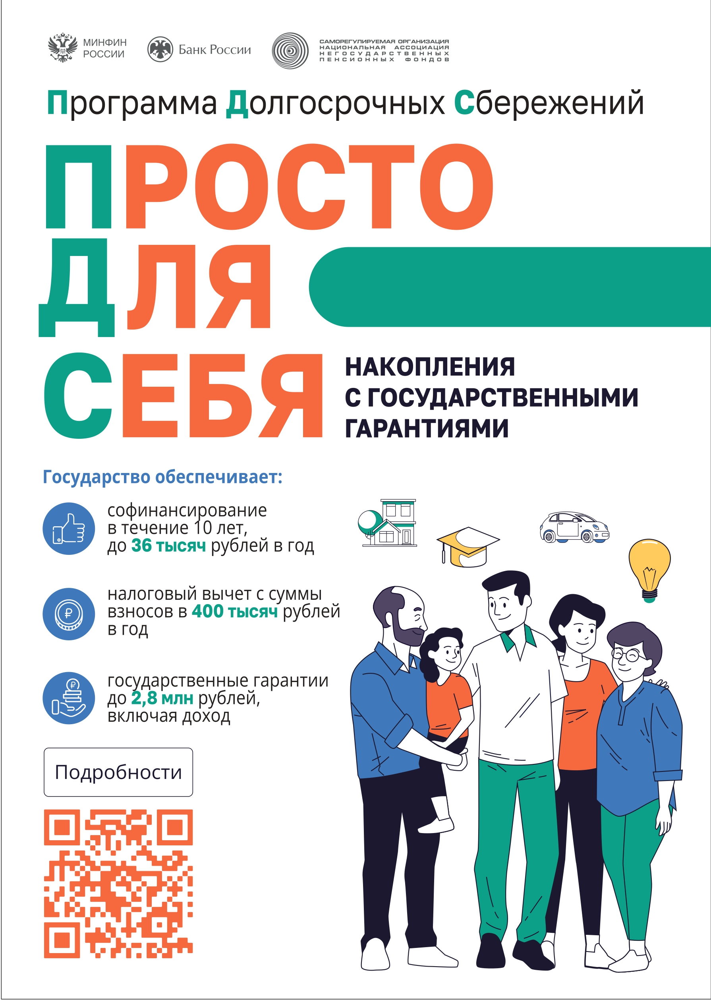 МИНФИН
РОССИИ
Банк России
САМОРЕГУЛИРУЕМАЯ ОРГАНИЗАЦИЯ
НАЦИОНАЛЬНАЯ АССОЦИАЦИЯ
НЕГОСУДАРСТВЕННЫХ
ПЕНСИОННЫХ ФОНДОВ
Программа Долгосрочных Сбережений
ПРОСТО
ДЛЯ
СЕБЯ
НАКОПЛЕНИЯ
С ГОСУДАРСТВЕННЫМИ
ГАРАНТИЯМИ
Государство обеспечивает:
софинансирование
в течение 10 лет,
до 36 тысяч рублей в год
налоговый вычет с суммы
взносов в 400 тысяч рублей
в год
государственные гарантии
до 2,8 млн рублей,
включая доход
Подробности